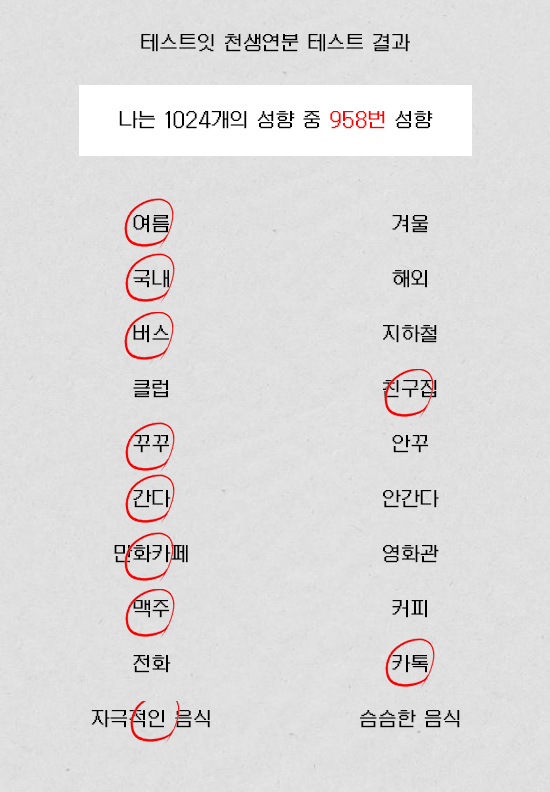 테스트잇 천생연분 테스트 결과
나는 1024개의 성향 중 958번 성향
여름 겨울
국내 해외
버스 지하철
클럽 친구집
꾸꾸 안꾸
간다 안간다
만화카페 영화관
맥주 커피
전화 카톡
자극적인 음식 슴슴한 음식